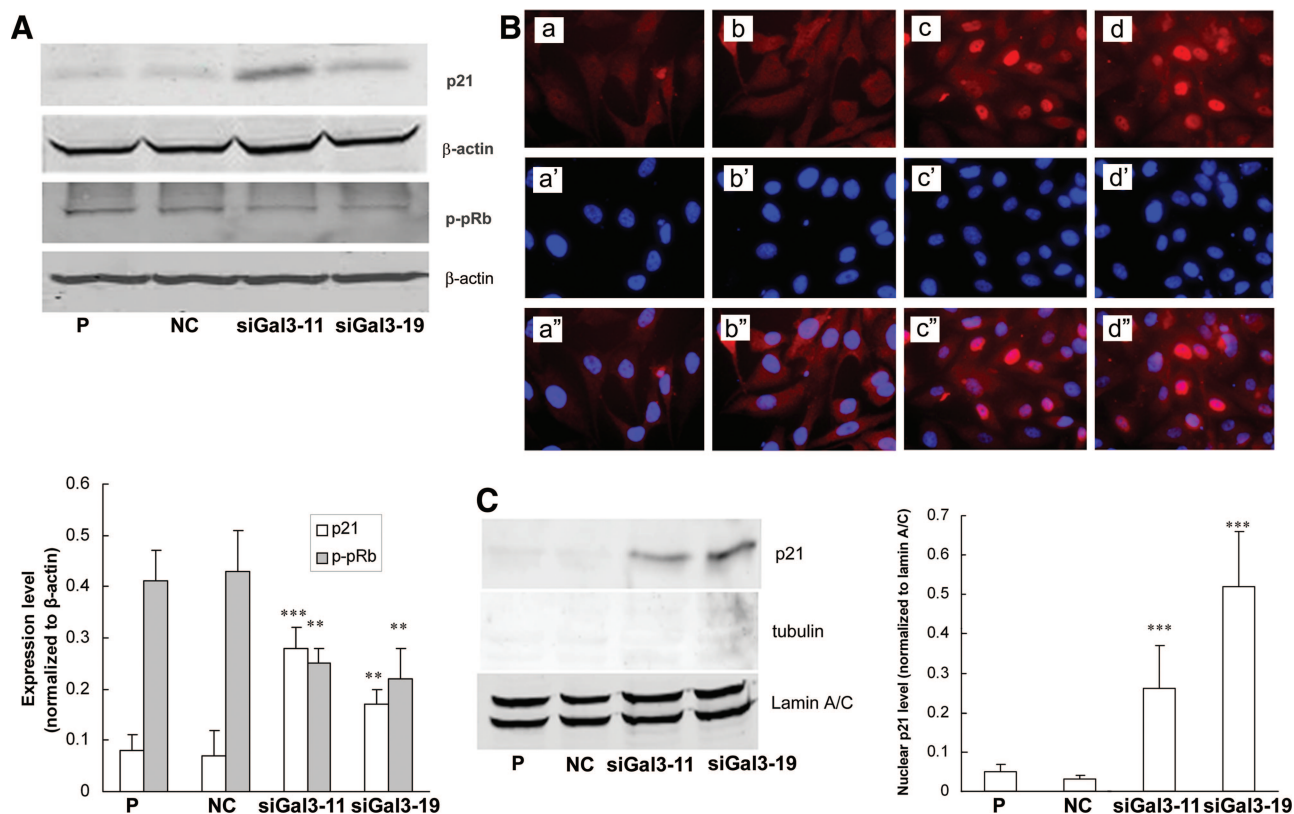 A
p21
β-actin
p-pRb
β-actin
P NC siGal3-11 siGal3-19
B
a b c d
a’ b’ c’ d’
a” b” c” d”
Expression level
(normalized to β-actin)
0.6
0.5
0.4
0.3
0.2
0.1
0
p21
p-pRb
*** ** ** **
P NC siGal3-11 siGal3-19
C
p21
tubulin
Lamin A/C
P NC siGal3-11 siGal3-19
Nuclear p21 level (normalized to lamin A/C)
0.7
0.6
0.5
0.4
0.3
0.2
0.1
0
*** ***
P NC siGal3-11 siGal3-19